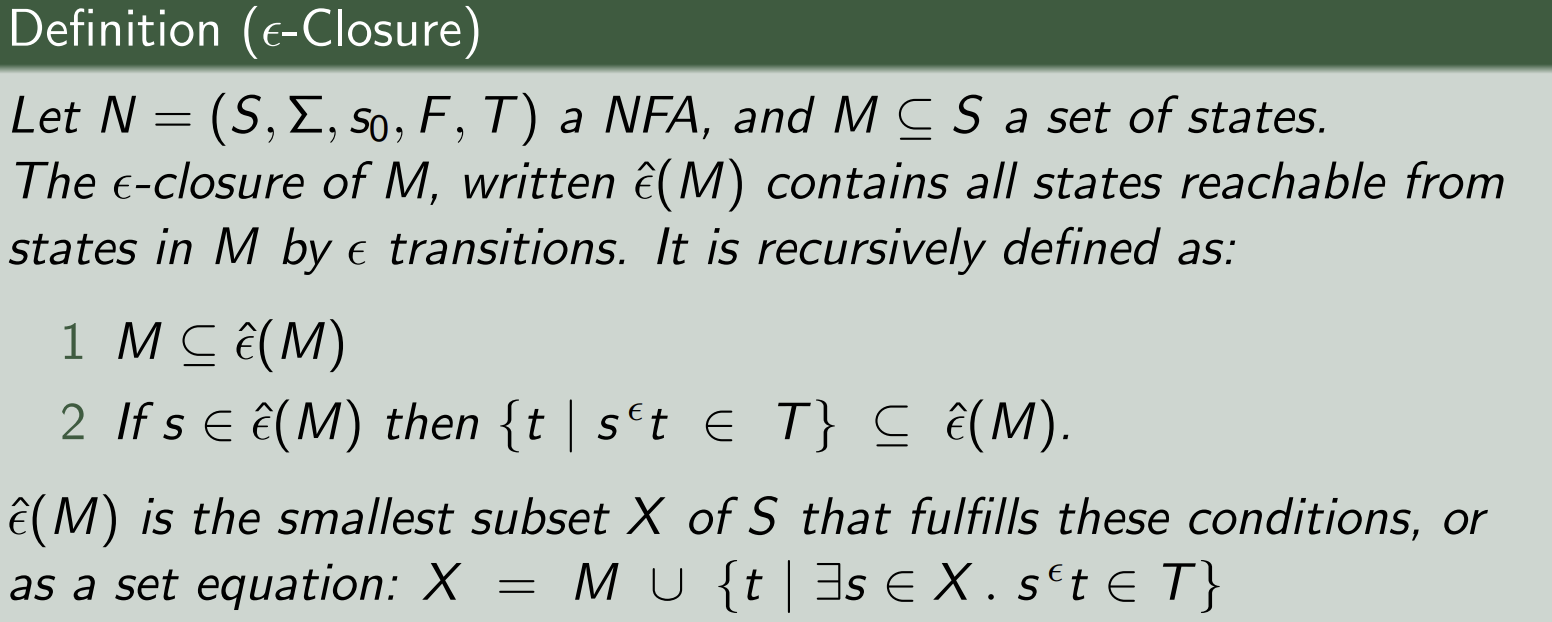 Definition (ϵ-Closure)
Let N = (S, Σ, s₀, F, T) a NFA, and M ⊆ S a set of states.
The ϵ-closure of M, written ϵ̂(M) contains all states reachable from
states in M by ϵ transitions. It is recursively defined as:
1 M ⊆ ϵ̂(M)
2 If s ∈ ϵ̂(M) then {t | s ᵋ t ∈ T} ⊆ ϵ̂(M).
ϵ̂(M) is the smallest subset X of S that fulfills these conditions, or
as a set equation: X = M ∪ {t | ∃s ∈ X . s ᵋ t ∈ T}